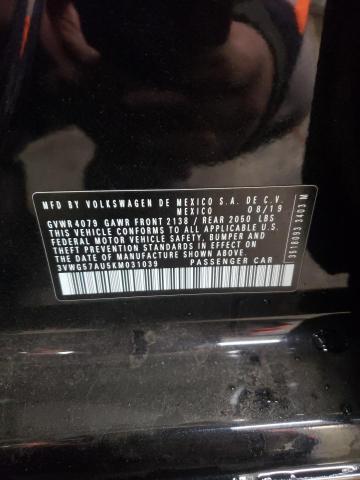 MFD BY VOLKSWAGEN DE MEXICO S.A. DE C.V.
MEXICO 08/19
GVWR 4079 GAWR FRONT 2138 / REAR 2050 LBS
THIS VEHICLE CONFORMS TO ALL APPLICABLE U.S.
FEDERAL MOTOR VEHICLE SAFETY, BUMPER AND
THEFT PREVENTION STANDARDS IN EFFECT ON
THE DATE OF MANUFACTURE SHOWN ABOVE
3VWG57AU5KM031039 PASSENGER CAR
3518093 3403 M